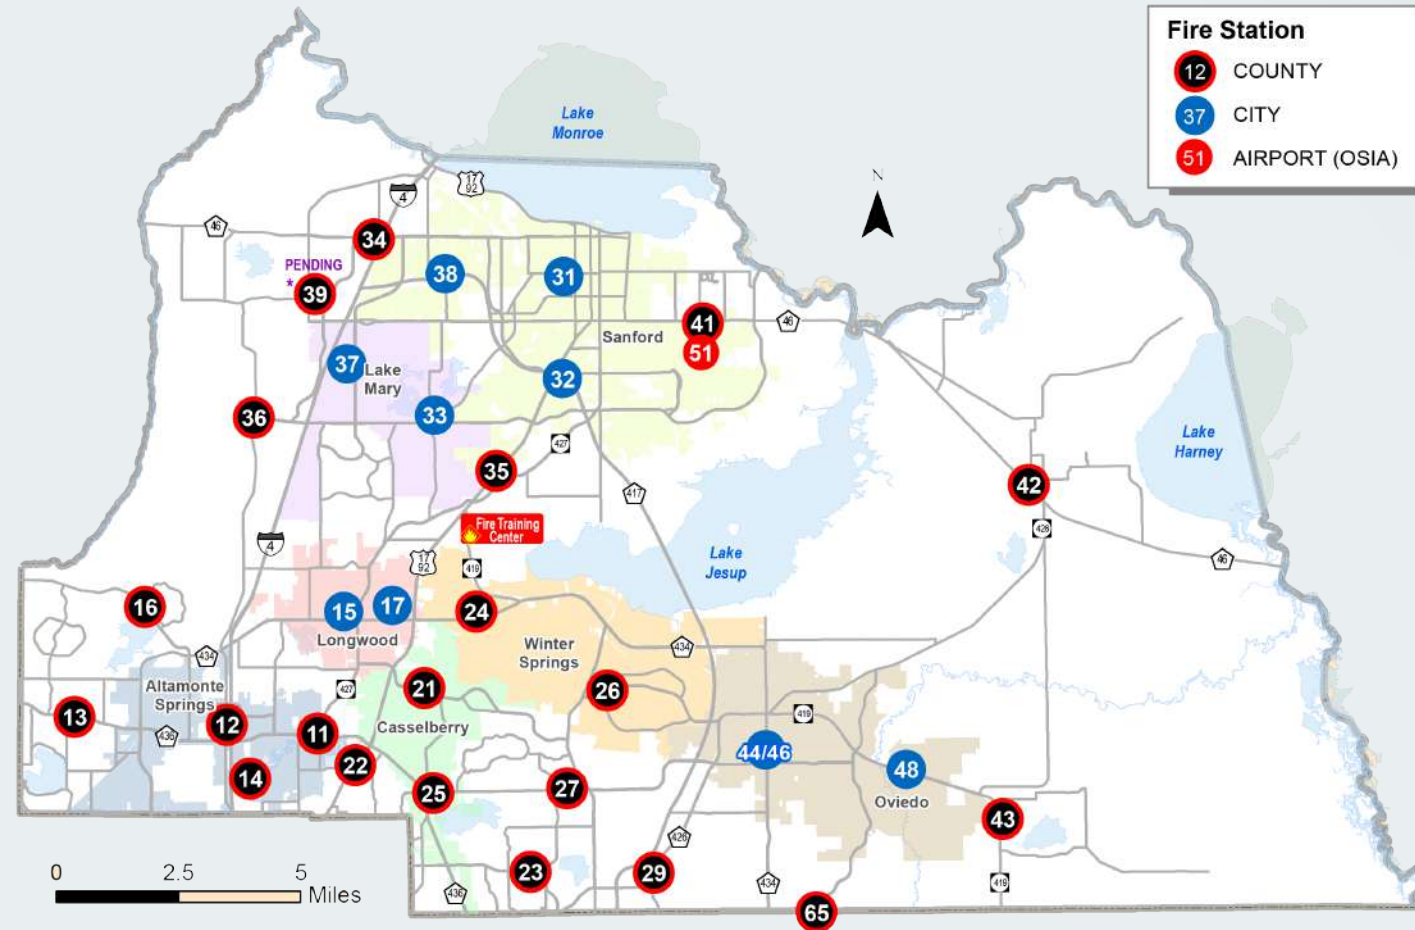 Fire Station
12 COUNTY
37 CITY
51 AIRPORT (OSIA)
Lake
Monroe
N
17
92
4
46
34
PENDING
*
39
38
31
41
46
51
Sanford
37
Lake
Mary
32
33
36
427
35
417
42
Lake
Harney
Fire Training
Center
426
4
17
92
419
Lake
Jesup
46
16
15
17
24
Longwood
434
434
Winter
Springs
Altamonte
Springs
427
21
26
13
12
436
11
Casselberry
419
22
14
44/46
48
25
27
Oviedo
43
426
23
29
436
434
419
65
0 2.5 5
Miles